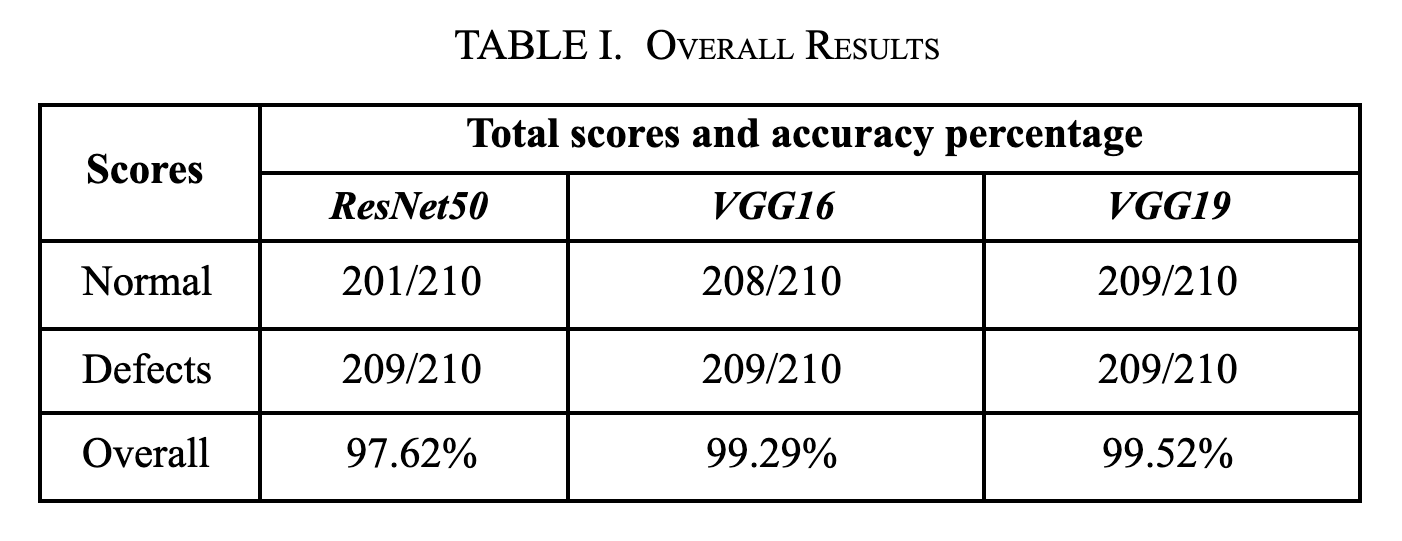 TABLE I. OVERALL RESULTS
Scores
Total scores and accuracy percentage
ResNet50 VGG16 VGG19
Normal 201/210 208/210 209/210
Defects 209/210 209/210 209/210
Overall 97.62% 99.29% 99.52%